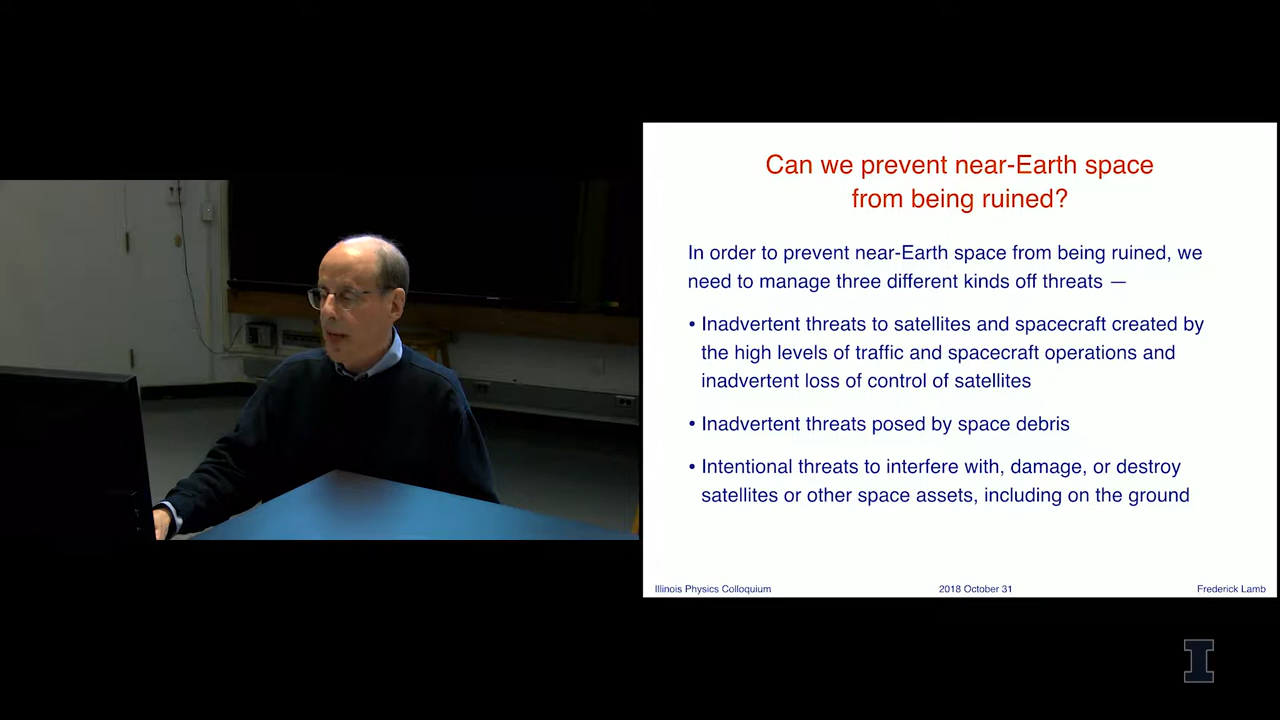 Can we prevent near-Earth space
from being ruined?
In order to prevent near-Earth space from being ruined, we
need to manage three different kinds off threats —
• Inadvertent threats to satellites and spacecraft created by
the high levels of traffic and spacecraft operations and
inadvertent loss of control of satellites
• Inadvertent threats posed by space debris
• Intentional threats to interfere with, damage, or destroy
satellites or other space assets, including on the ground
Illinois Physics Colloquium
2018 October 31
Frederick Lamb
I